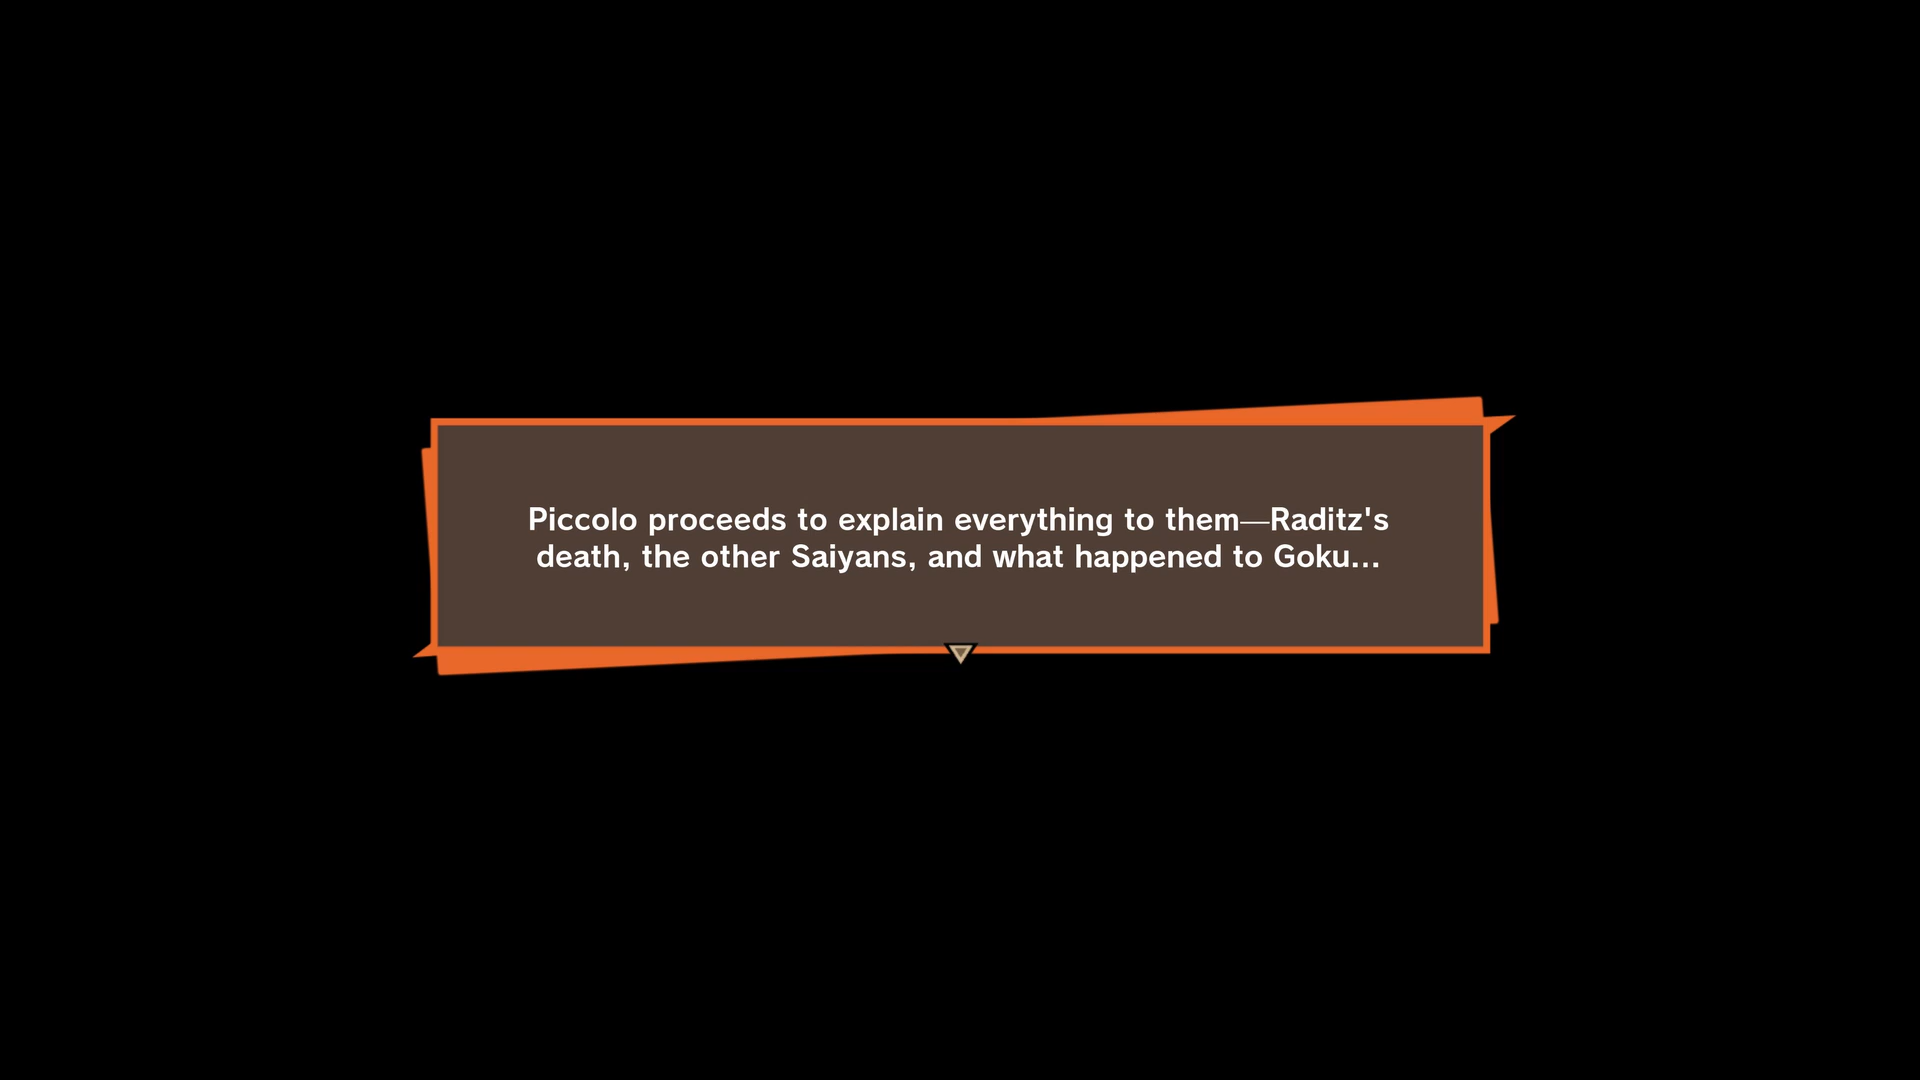 Piccolo proceeds to explain everything to them—Raditz's
death, the other Saiyans, and what happened to Goku...